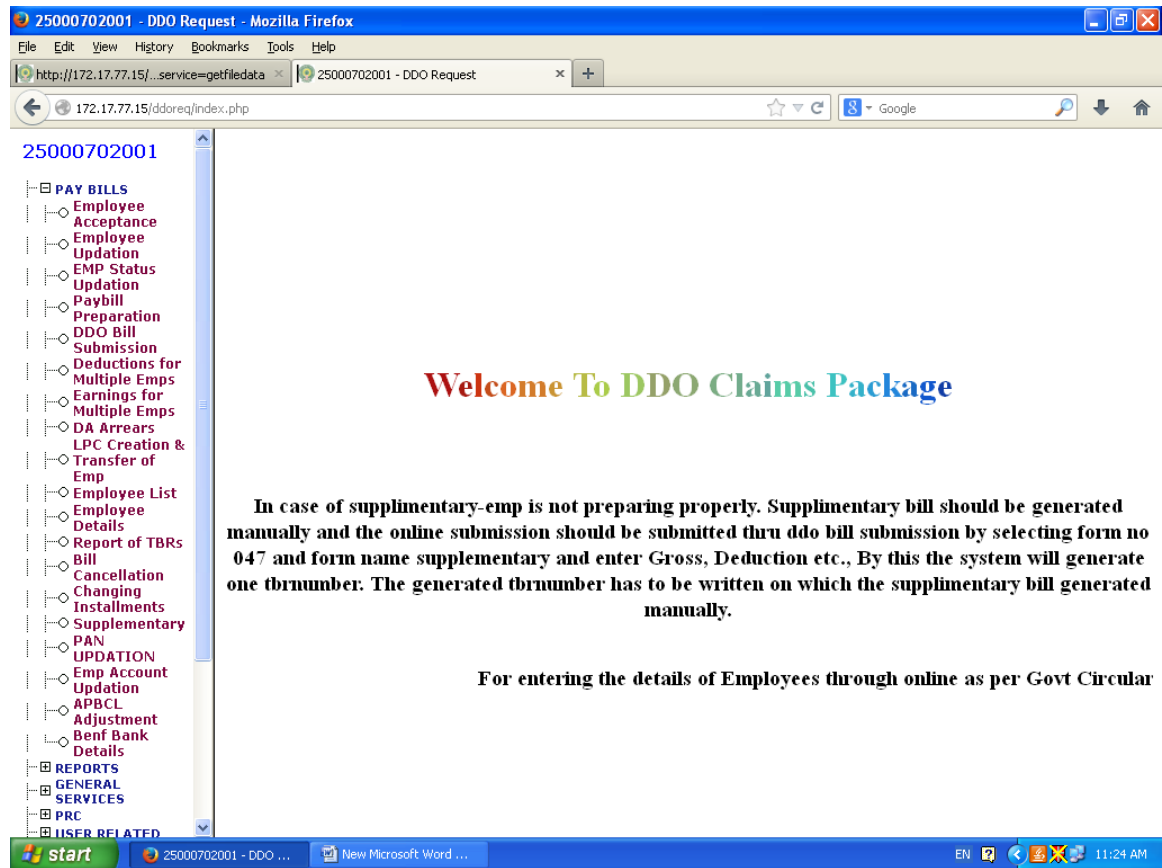 25000702001 - DDO Request - Mozilla Firefox
File Edit View History Bookmarks Tools Help
http://172.17.77.15/...service=getfiledata
25000702001 - DDO Request
172.17.77.15/ddoreq/index.php
Google
25000702001
PAY BILLS
Employee
Acceptance
Employee
Updation
EMP Status
Updation
Paybill
Preparation
DDO Bill
Submission
Deductions for
Multiple Emps
Earnings for
Multiple Emps
DA Arrears
LPC Creation &
Transfer of
Emp
Employee List
Employee
Details
Report of TBRs
Bill
Cancellation
Changing
Installments
Supplementary
PAN
UPDATION
Emp Account
Updation
APBCL
Adjustment
Benf Bank
Details
REPORTS
GENERAL
SERVICES
PRC
USER RELATED
Welcome To DDO Claims Package
In case of supplimentary-emp is not preparing properly. Supplimentary bill should be generated
manually and the online submission should be submitted thru ddo bill submission by selecting form no
047 and form name supplementary and enter Gross, Deduction etc., By this the system will generate
one tbrnumber. The generated tbrnumber has to be written on which the supplimentary bill generated
manually.
For entering the details of Employees through online as per Govt Circular
start
25000702001 - DDO ...
New Microsoft Word ...
EN
11:24 AM